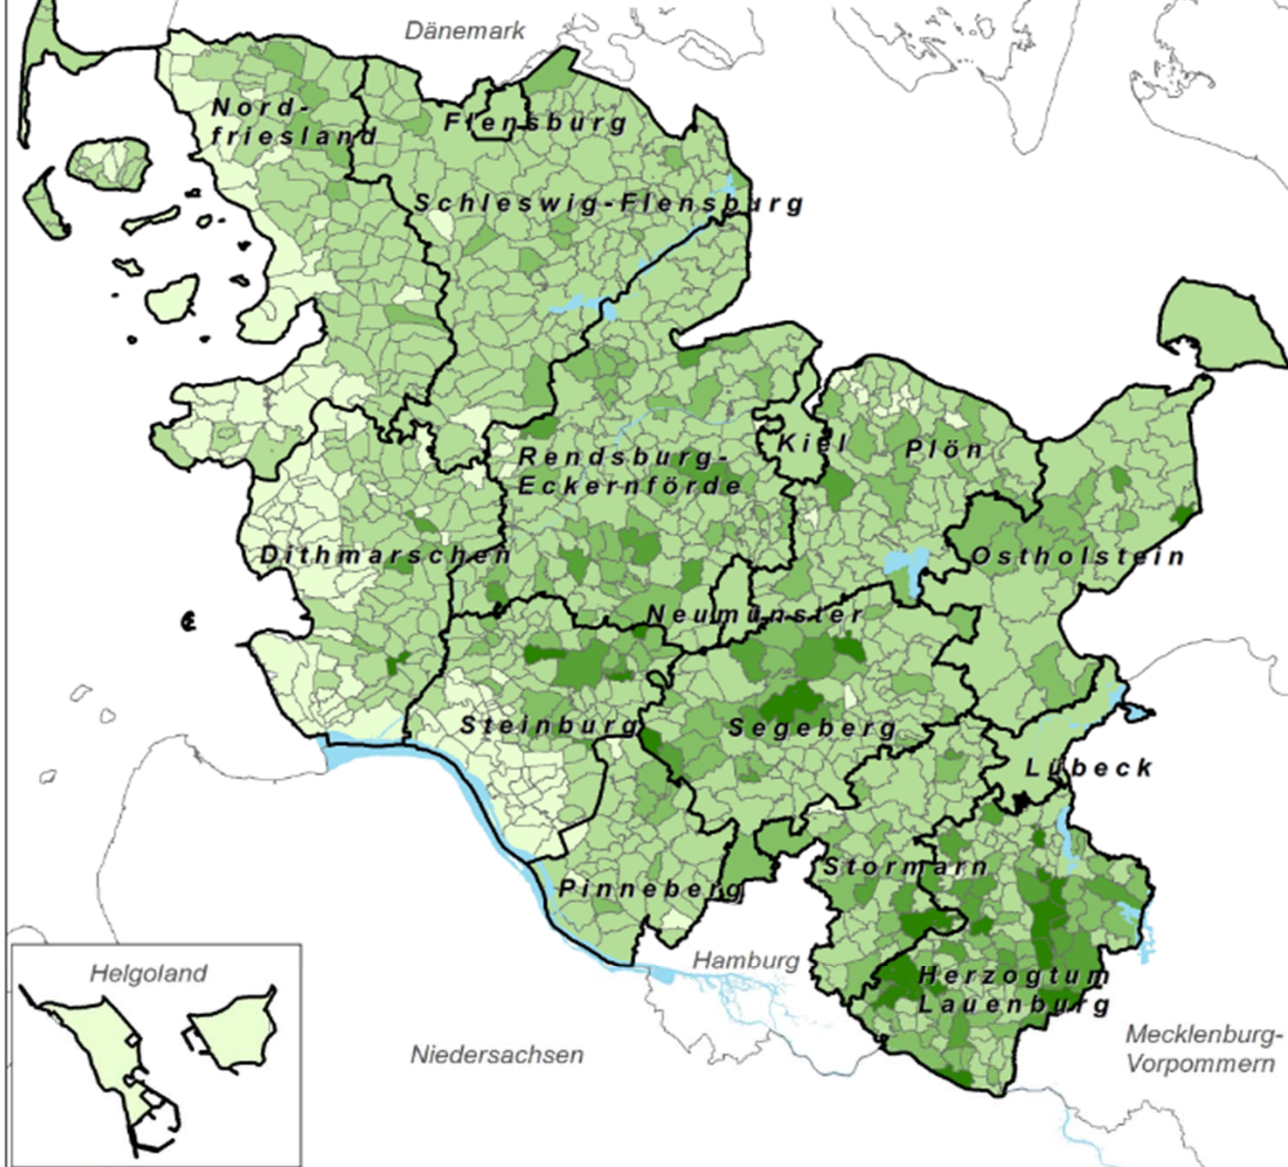 Dänemark
Nord-
friesland
Flensburg
Schleswig-Flensburg
Rendsburg-
Eckernförde
Kiel
Plön
Dithmarschen
Ostholstein
Neumünster
Steinburg
Segeberg
Lübeck
Stormarn
Pinneberg
Hamburg
Helgoland
Herzogtum
Lauenburg
Niedersachsen
Mecklenburg-
Vorpommern